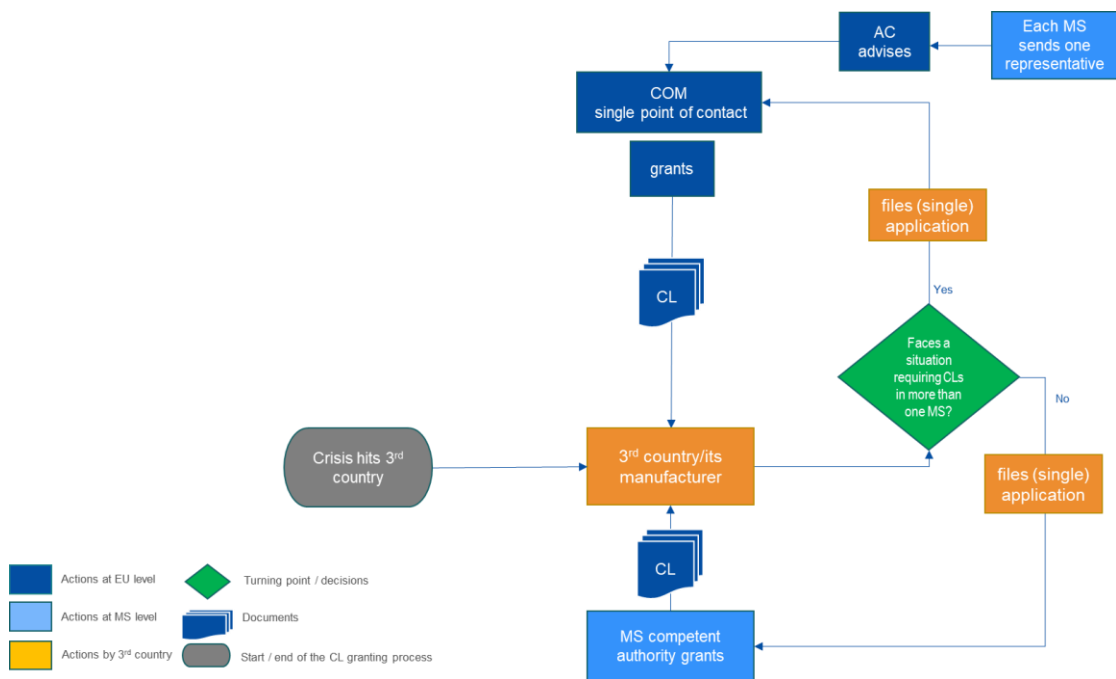 AC
advises
Each MS
sends one
representative
COM
single point of contact
grants
files (single)
application
CL
Yes
Faces a
situation
requiring CLs
in more than
one MS?
No
Crisis hits 3rd
country
3rd country/its
manufacturer
files (single)
application
CL
MS competent
authority grants
Actions at EU level
Turning point / decisions
Actions at MS level
Documents
Actions by 3rd country
Start / end of the CL granting process